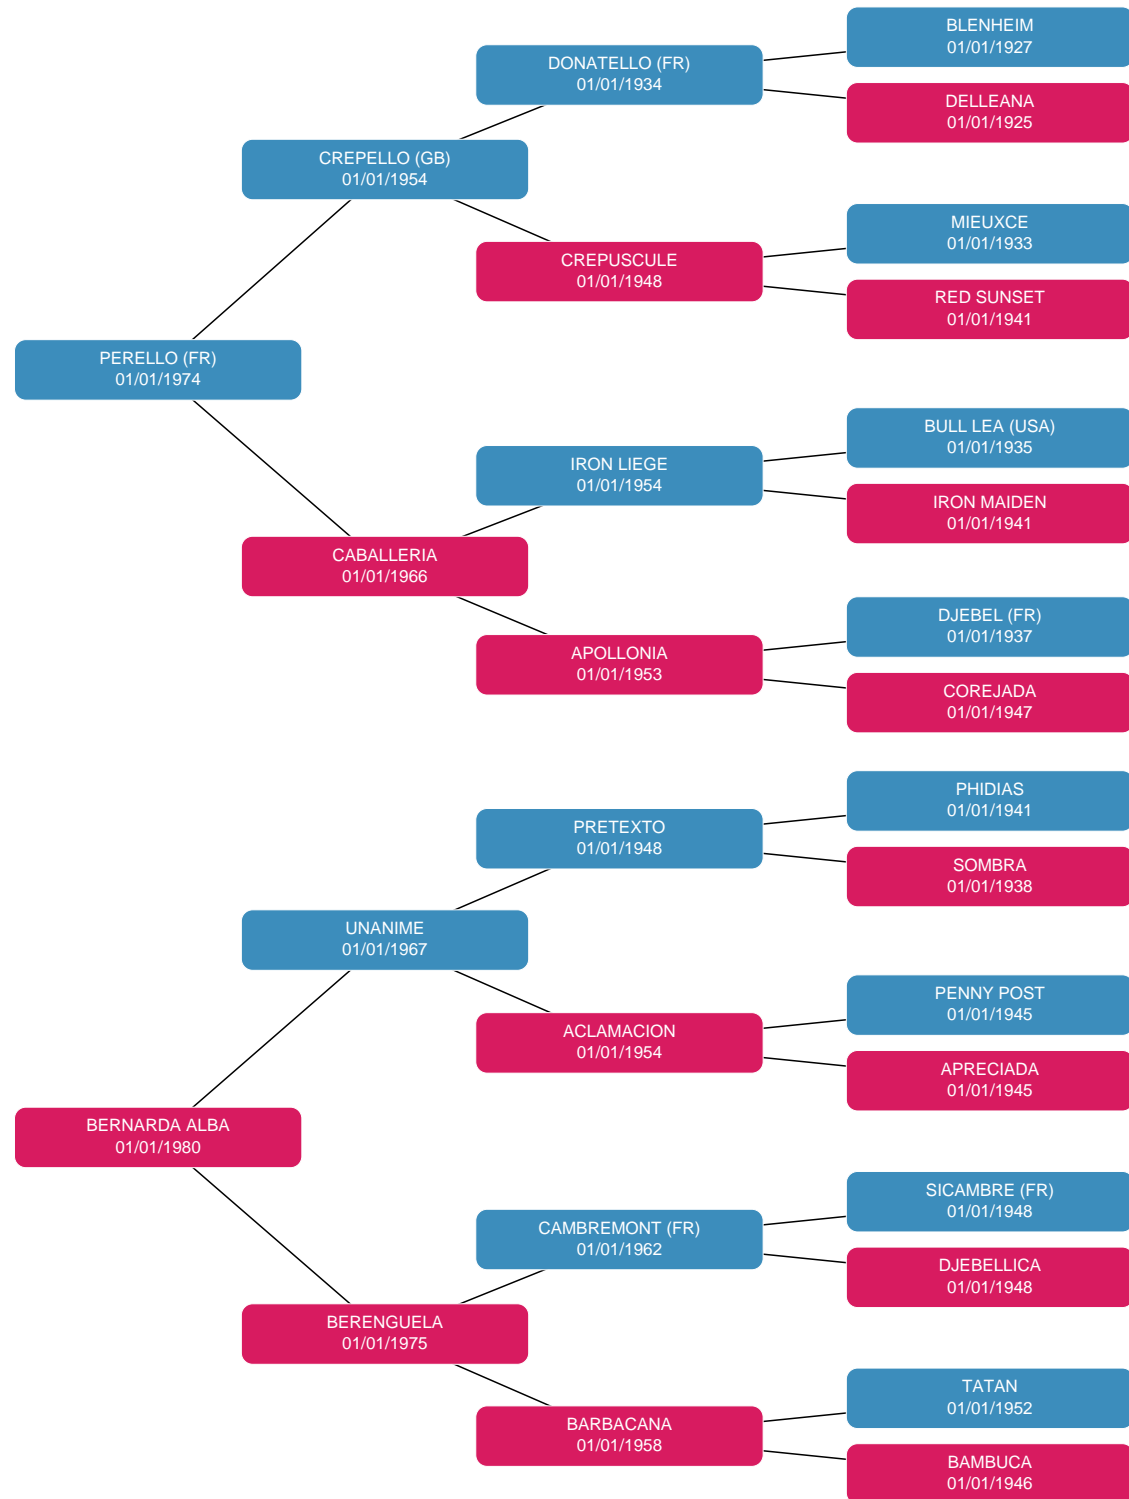 BLENHEIM
01/01/1927
DONATELLO (FR)
01/01/1934
DELLEANA
01/01/1925
CREPELLO (GB)
01/01/1954
MIEUXCE
01/01/1933
CREPUSCULE
01/01/1948
RED SUNSET
01/01/1941
PERELLO (FR)
01/01/1974
BULL LEA (USA)
01/01/1935
IRON LIEGE
01/01/1954
IRON MAIDEN
01/01/1941
CABALLERIA
01/01/1966
DJEBEL (FR)
01/01/1937
APOLLONIA
01/01/1953
COREJADA
01/01/1947
PHIDIAS
01/01/1941
PRETEXTO
01/01/1948
SOMBRA
01/01/1938
UNANIME
01/01/1967
PENNY POST
01/01/1945
ACLAMACION
01/01/1954
APRECIADA
01/01/1945
BERNARDA ALBA
01/01/1980
SICAMBRE (FR)
01/01/1948
CAMBREMONT (FR)
01/01/1962
DJEBELLICA
01/01/1948
BERENGUELA
01/01/1975
TATAN
01/01/1952
BARBACANA
01/01/1958
BAMBUCA
01/01/1946